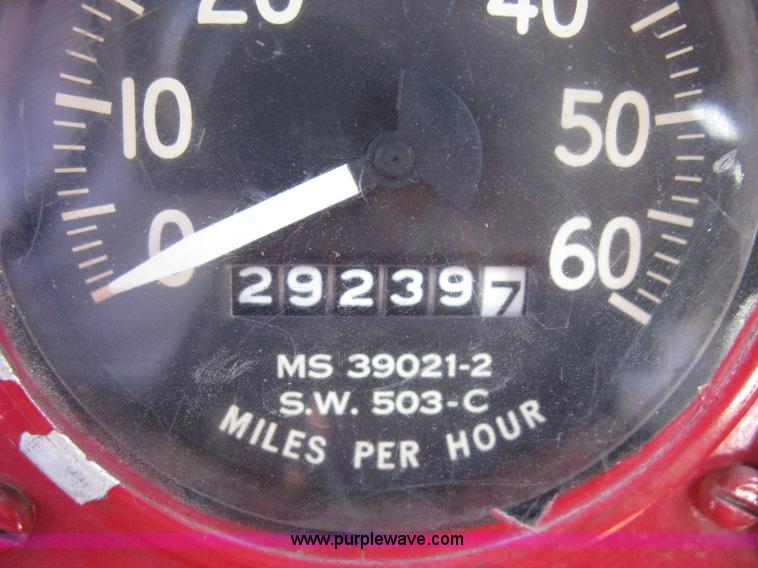 20 40
10 50
0 60
292397
MS 39021-2
S.W. 503-C
MILES PER HOUR
www.purplewave.com